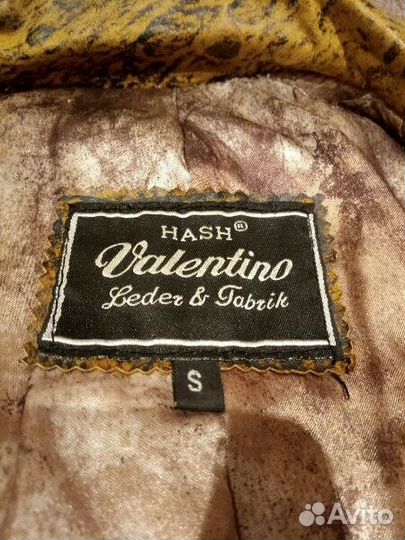 HASH®
Valentino
Leder & Fabrik
S
Avito